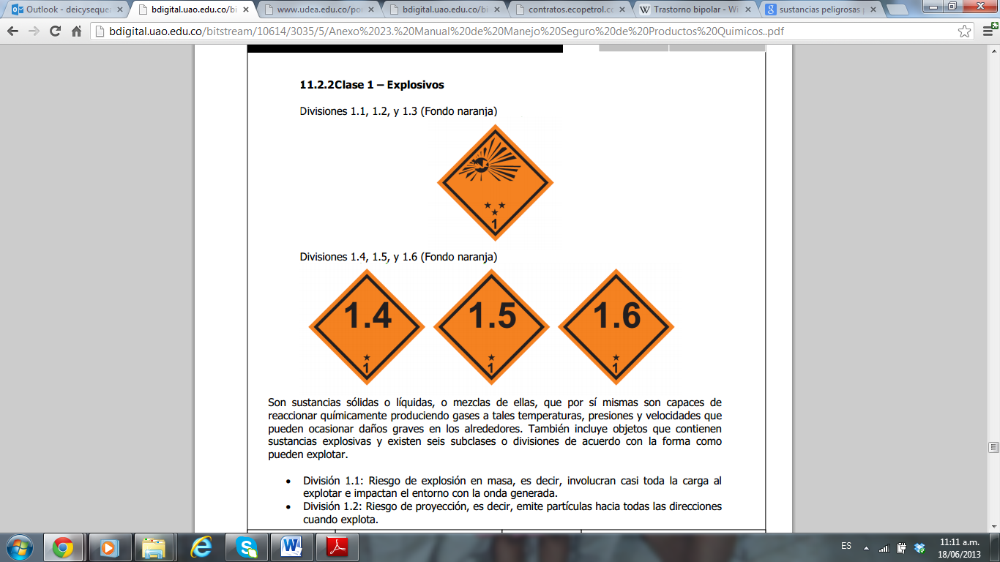 Outlook - deicyseque
bdigital.uao.edu.co/bi
www.udea.edu.co/po
bdigital.uao.edu.co/bi
contratos.ecopetrol.c
Trastorno bipolar - Wi
sustancias peligrosas
bdigital.uao.edu.co/bitstream/10614/3035/5/Anexo%2023.%20Manual%20de%20Manejo%20Seguro%20de%20Productos%20Quimicos..pdf
11.2.2Clase 1 – Explosivos
Divisiones 1.1, 1.2, y 1.3 (Fondo naranja)
1
Divisiones 1.4, 1.5, y 1.6 (Fondo naranja)
1.4 1.5 1.6
1 1 1
Son sustancias sólidas o líquidas, o mezclas de ellas, que por sí mismas son capaces de
reaccionar químicamente produciendo gases a tales temperaturas, presiones y velocidades que
pueden ocasionar daños graves en los alrededores. También incluye objetos que contienen
sustancias explosivas y existen seis subclases o divisiones de acuerdo con la forma como
pueden explotar.
• División 1.1: Riesgo de explosión en masa, es decir, involucran casi toda la carga al
explotar e impactan el entorno con la onda generada.
• División 1.2: Riesgo de proyección, es decir, emite partículas hacia todas las direcciones
cuando explota.
ES
11:11 a.m.
18/06/2013